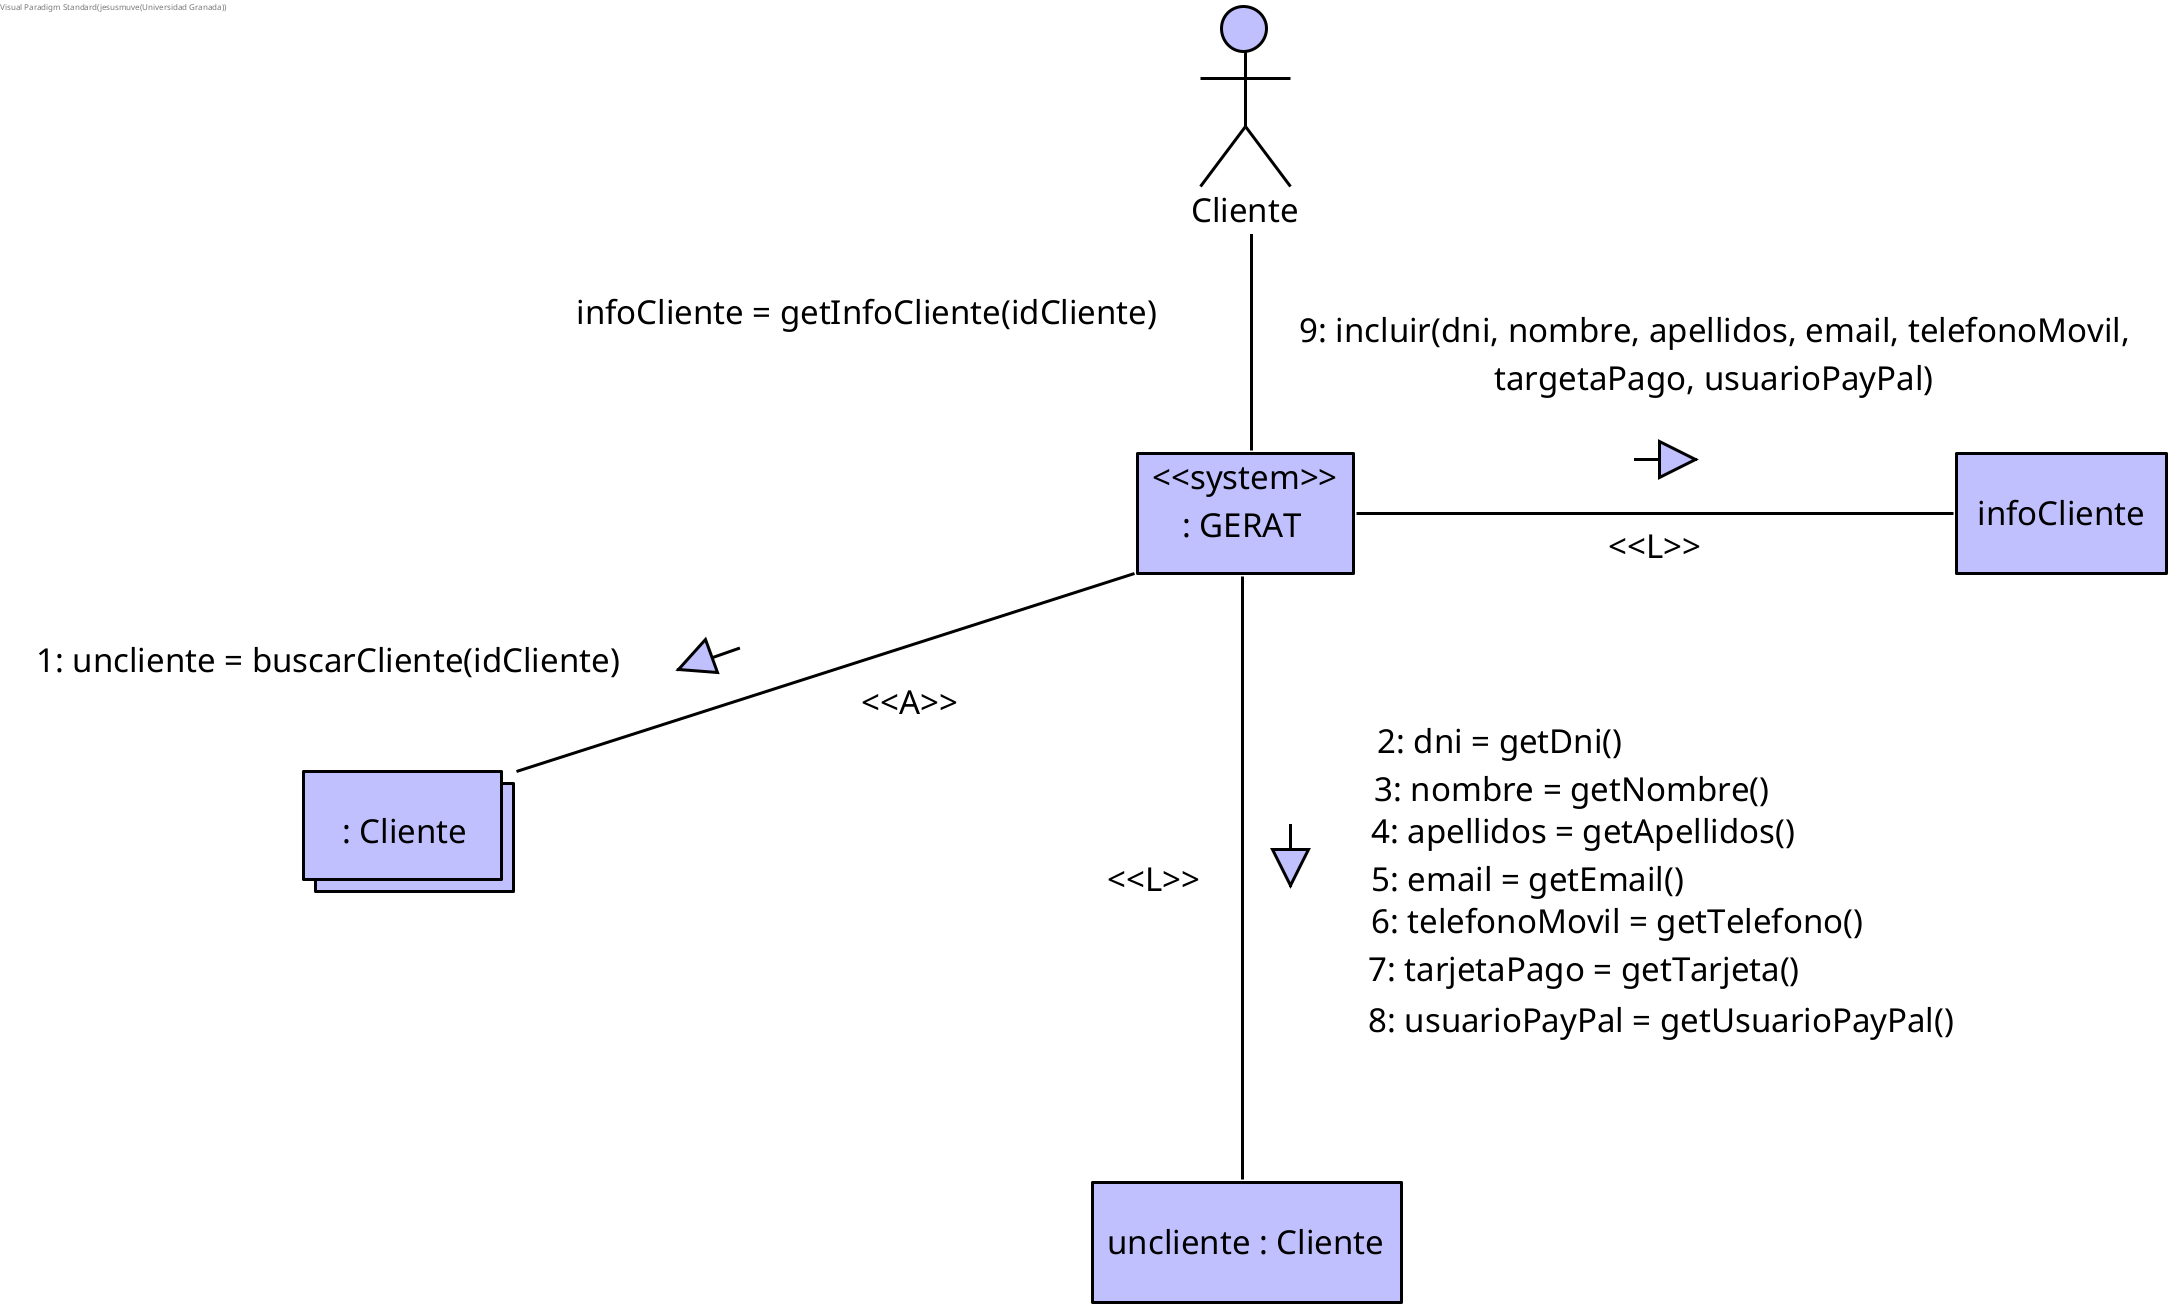 Visual Paradigm Standard(jesusmuve(Universidad Granada))
Cliente
infoCliente = getInfoCliente(idCliente)
9: incluir(dni, nombre, apellidos, email, telefonoMovil,
targetaPago, usuarioPayPal)
<<system>>
: GERAT
infoCliente
<<L>>
1: uncliente = buscarCliente(idCliente)
<<A>>
: Cliente
2: dni = getDni()
3: nombre = getNombre()
4: apellidos = getApellidos()
<<L>>
5: email = getEmail()
6: telefonoMovil = getTelefono()
7: tarjetaPago = getTarjeta()
8: usuarioPayPal = getUsuarioPayPal()
uncliente : Cliente